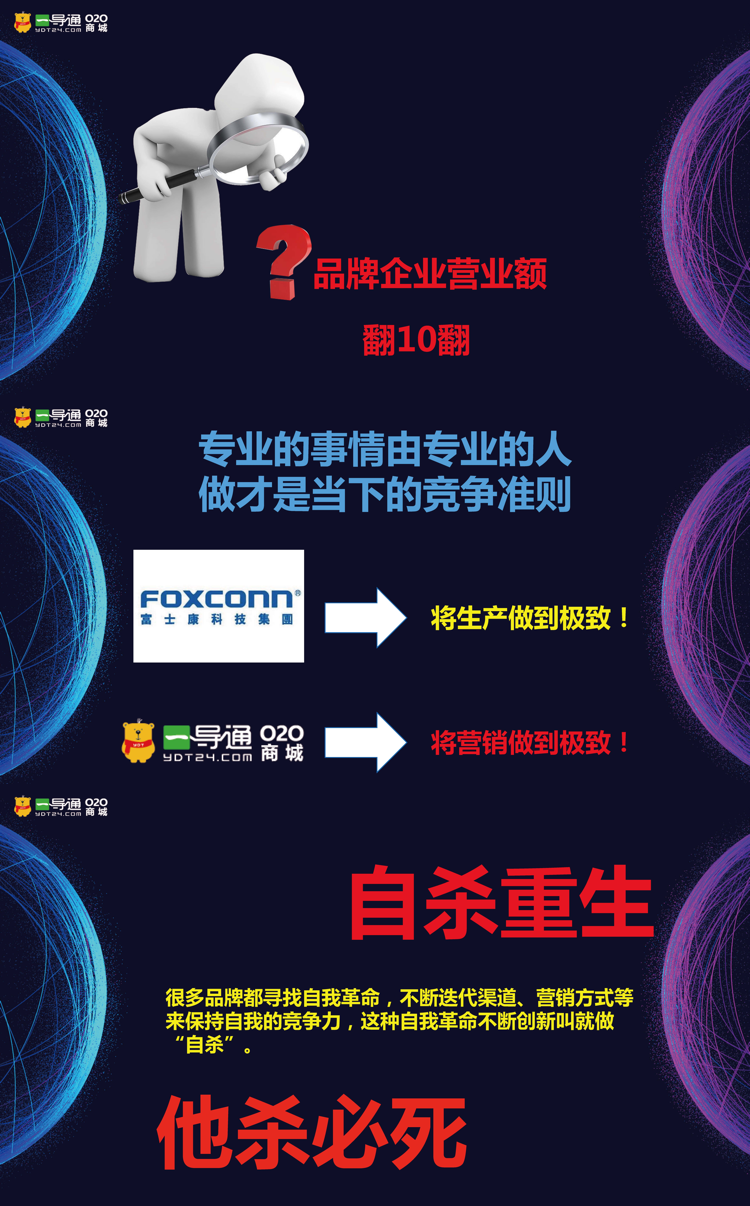 一导通 O2O
YDT24.COM 商城
?
品牌企业营业额
翻10翻
一导通 O2O
YDT24.COM 商城
专业的事情由专业的人
做才是当下的竞争准则
FOXCONN®
富士康科技集團
将生产做到极致！
YDT
一导通 O2O
YDT24.COM 商城
将营销做到极致！
一导通 O2O
YDT24.COM 商城
自杀重生
很多品牌都寻找自我革命，不断迭代渠道、营销方式等
来保持自我的竞争力，这种自我革命不断创新叫就做
“自杀”。
他杀必死